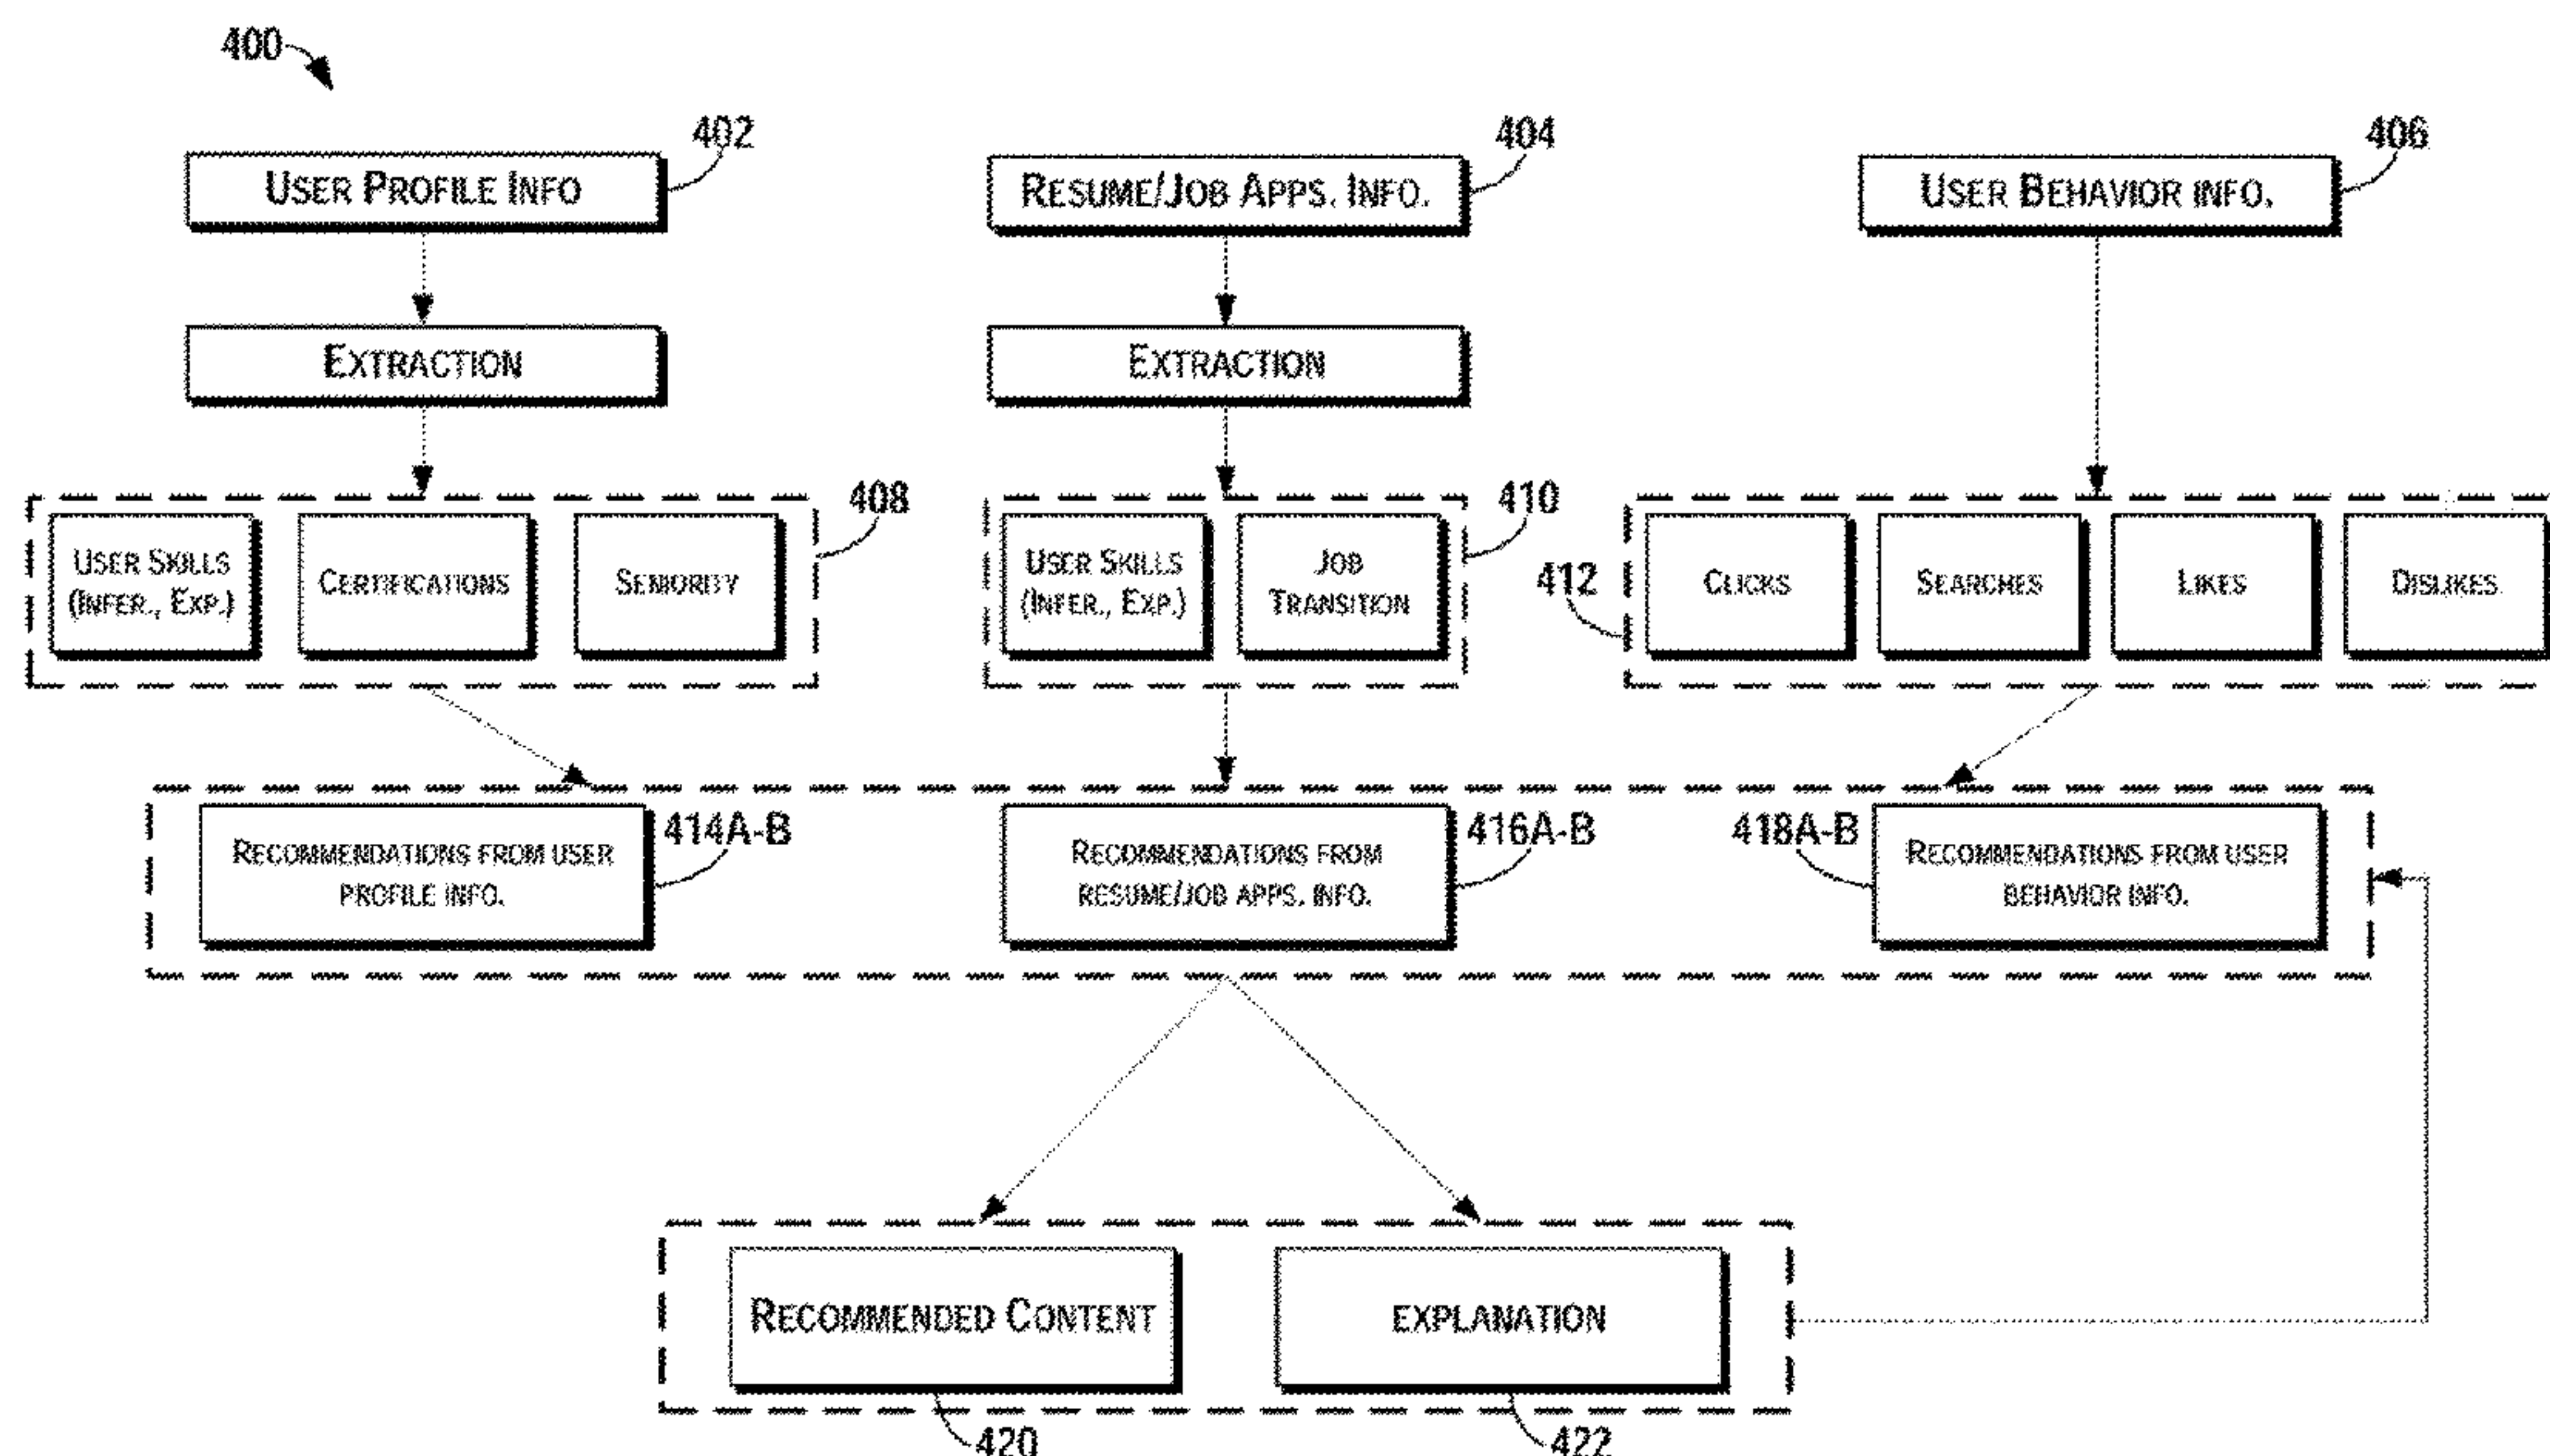 400
402
404
406
USER PROFILE INFO
RESUME/JOB APPS. INFO.
USER BEHAVIOR INFO.
EXTRACTION
EXTRACTION
408
410
412
USER SKILLS
(INFER., EXP.)
CERTIFICATIONS
SENIORITY
USER SKILLS
(INFER., EXP.)
JOB
TRANSITION
CLICKS
SEARCHES
LIKES
DISLIKES
414A-B
416A-B
418A-B
RECOMMENDATIONS FROM USER
PROFILE INFO.
RECOMMENDATIONS FROM
RESUME/JOB APPS. INFO.
RECOMMENDATIONS FROM USER
BEHAVIOR INFO.
RECOMMENDED CONTENT
EXPLANATION
420
422